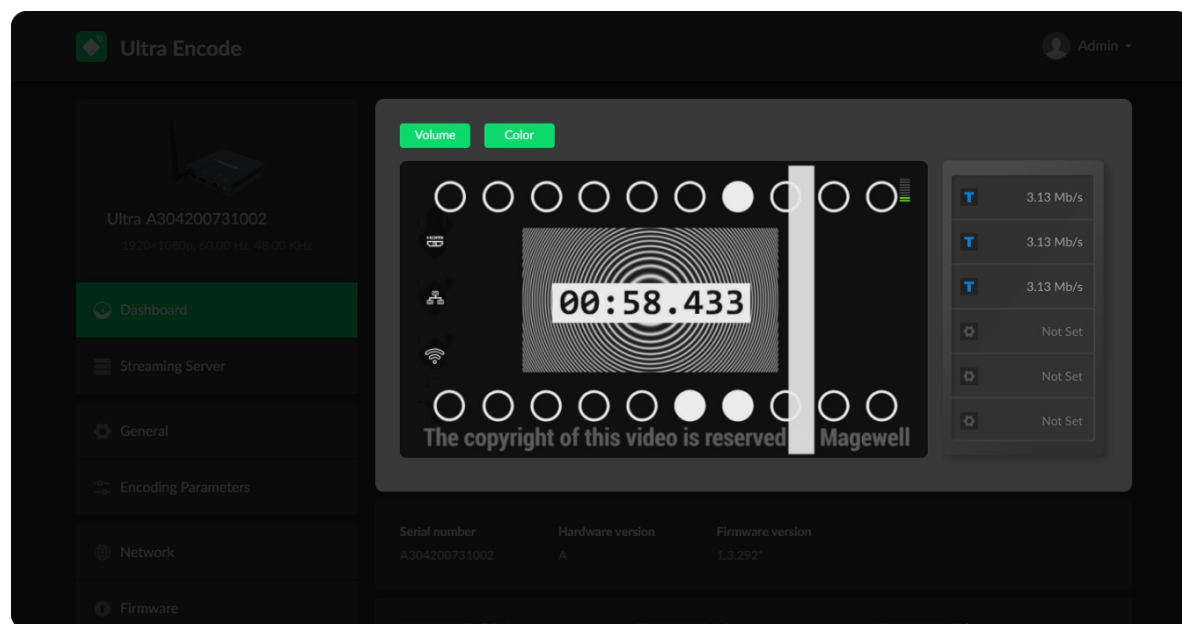 Ultra Encode
Admin
Ultra A304200731002
1920×1080p, 60.00 Hz, 48.00 KHz
Dashboard
Streaming Server
General
Encoding Parameters
Network
Firmware
Volume
Color
HDMI
00:58.433
The copyright of this video is reserved Magewell
T 3.13 Mb/s
T 3.13 Mb/s
T 3.13 Mb/s
Not Set
Not Set
Not Set
Serial number Hardware version Firmware version
A304200731002 A 1.3.292*